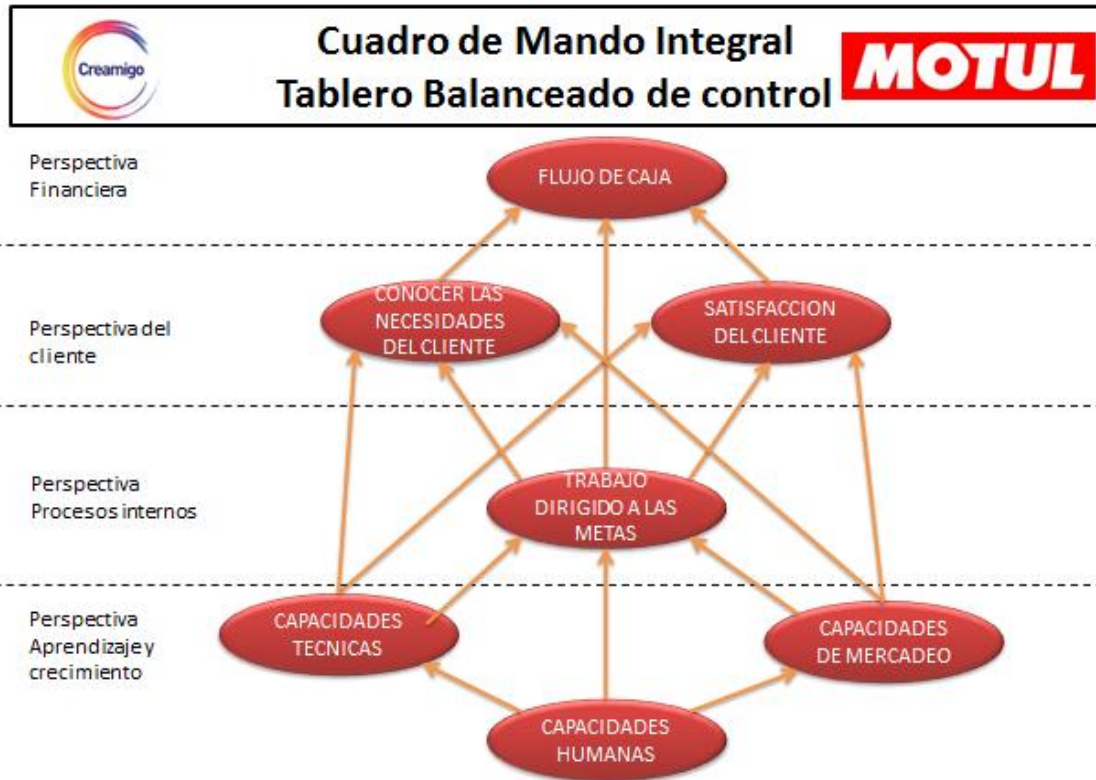 Creamigo
Cuadro de Mando Integral
Tablero Balanceado de control
MOTUL
Perspectiva
Financiera
FLUJO DE CAJA
Perspectiva del
cliente
CONOCER LAS
NECESIDADES
DEL CLIENTE
SATISFACCION
DEL CLIENTE
Perspectiva
Procesos internos
TRABAJO
DIRIGIDO A LAS
METAS
Perspectiva
Aprendizaje y
crecimiento
CAPACIDADES
TECNICAS
CAPACIDADES
DE MERCADEO
CAPACIDADES
HUMANAS